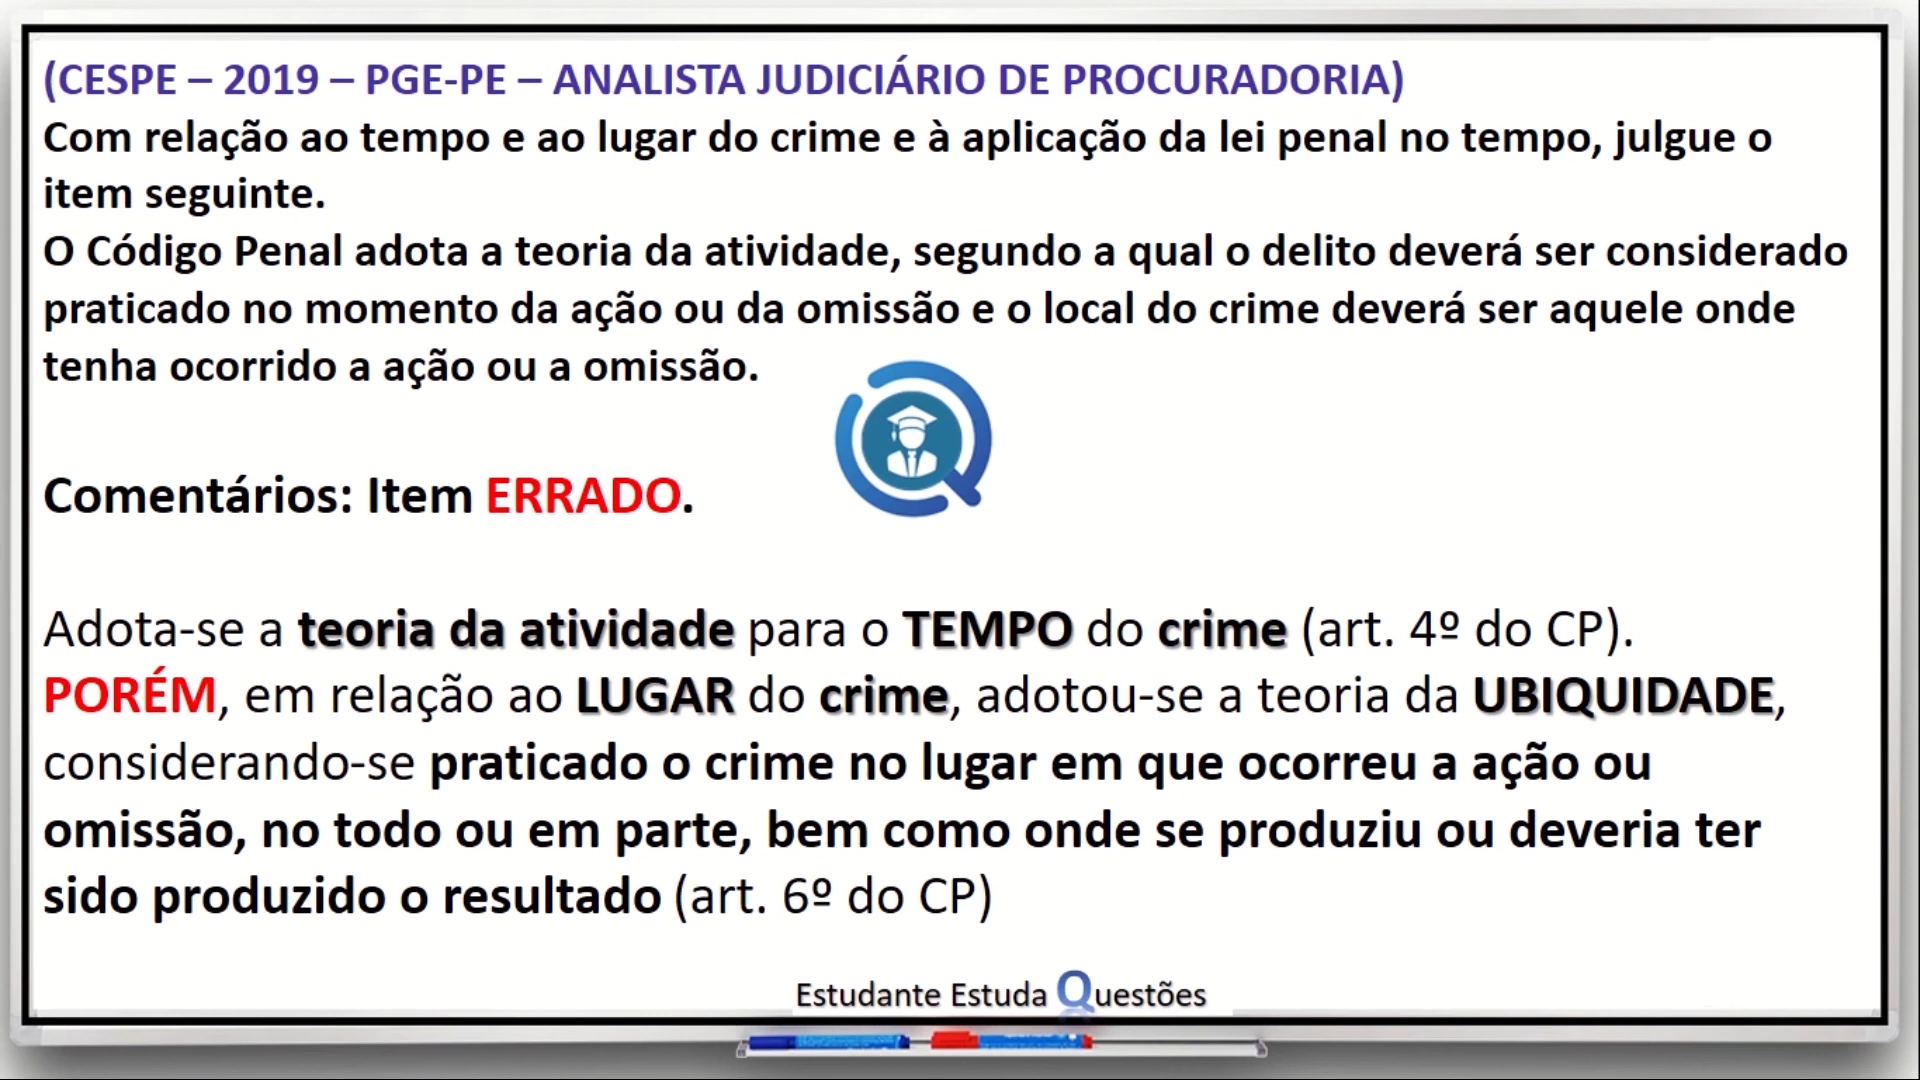 (CESPE – 2019 – PGE-PE – ANALISTA JUDICIÁRIO DE PROCURADORIA)
Com relação ao tempo e ao lugar do crime e à aplicação da lei penal no tempo, julgue o
item seguinte.
O Código Penal adota a teoria da atividade, segundo a qual o delito deverá ser considerado
praticado no momento da ação ou da omissão e o local do crime deverá ser aquele onde
tenha ocorrido a ação ou a omissão.
Comentários: Item ERRADO.
Adota-se a teoria da atividade para o TEMPO do crime (art. 4º do CP).
PORÉM, em relação ao LUGAR do crime, adotou-se a teoria da UBIQUIDADE,
considerando-se praticado o crime no lugar em que ocorreu a ação ou
omissão, no todo ou em parte, bem como onde se produziu ou deveria ter
sido produzido o resultado (art. 6º do CP)
Estudante Estuda Questões